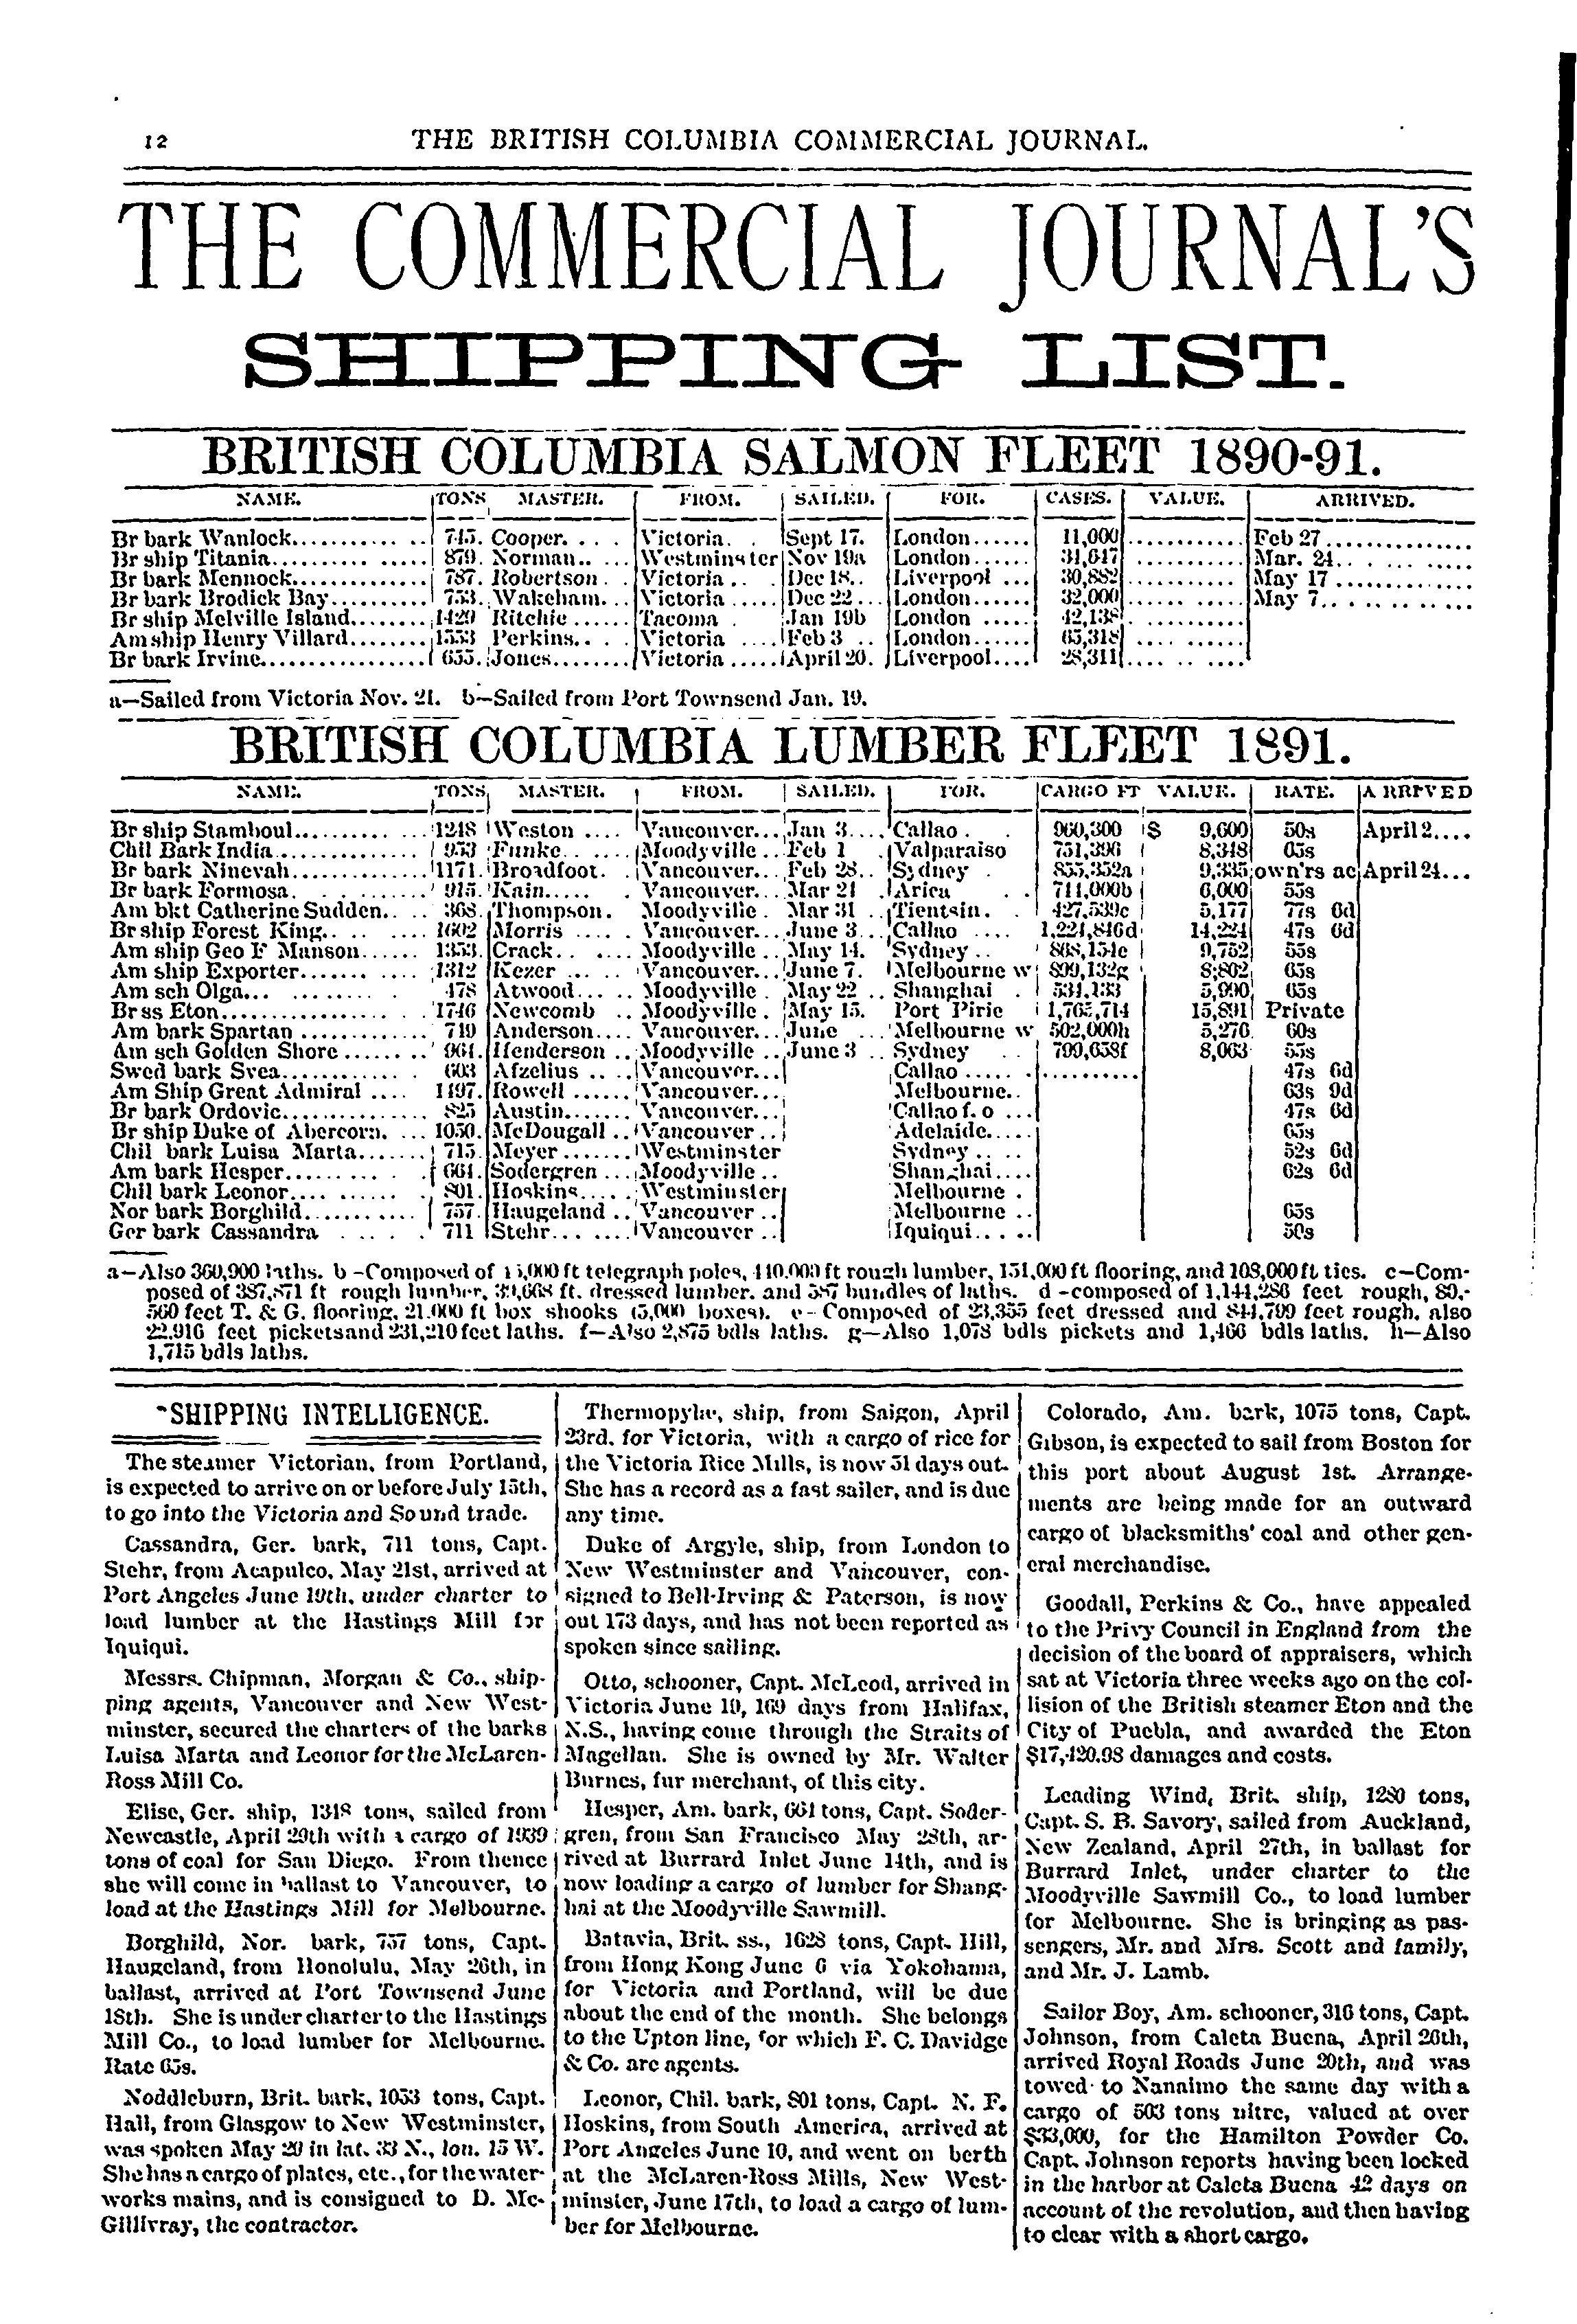 12 THE BRITISH COLUMBIA COMMERCIAL JOURNAL.
THE COMMERCIAL JOURNAL'S
SHIPPING LIST.
BRITISH COLUMBIA SALMON FLEET 1890-91.
NAME. TONS MASTER. FROM. SAILED. FOR. CASES. VALUE. ARRIVED.
Br bark Wanlock 745. Cooper. Victoria. Sept 17. London 11,000 Feb 27
Br ship Titania 879. Norman Westminster Nov 19a London 31,647 Mar. 24
Br bark Mennock 787. Robertson Victoria Dec 18 Liverpool 30,882 May 17
Br bark Brodick Bay 753. Wakeham Victoria Dec 22 London 32,000 May 7
Br ship Melville Island 1429 Ritchie Tacoma Jan 19b London 42,138
Am ship Henry Villard 1553 Perkins Victoria Feb 3 London 65,318
Br bark Irvine 655. Jones Victoria April 20. Liverpool 28,311
a—Sailed from Victoria Nov. 21. b—Sailed from Port Townsend Jan. 19.
BRITISH COLUMBIA LUMBER FLEET 1891.
NAME. TONS MASTER. FROM. SAILED. FOR. CARGO FT VALUE. RATE. ARRIVED
Br ship Stamboul 1248 Weston Vancouver Jan 3 Callao 960,300 $ 9,600 50s April 2
Chil Bark India 953 Funke Moodyville Feb 1 Valparaiso 751,396 8,348 65s
Br bark Ninevah 1171. Broadfoot. Vancouver Feb 28 Sydney 855,352a 9,335 own'rs ac April 24
Br bark Formosa. 915. Kain Vancouver Mar 21 Arica 711,000b 6,000 55s
Am bkt Catherine Sudden 368. Thompson. Moodyville. Mar 31 Tientsin. 427,539c 5,177 77s 6d
Br ship Forest King 1602 Morris Vancouver June 3 Callao 1,221,846d 14,224 47s 6d
Am ship Geo F Manson 1353. Crack Moodyville May 14. Sydney 868,154e 9,752 55s
Am ship Exporter 1312 Kezer Vancouver June 7. Melbourne w 899,132g 8;802 65s
Am sch Olga 478 Atwood Moodyville. May 22 Shanghai 534,133 5,990 65s
Br ss Eton 1746 Newcomb Moodyville. May 15. Port Pirie 1,765,714 15,891 Private
Am bark Spartan 719 Anderson Vancouver June Melbourne w 502,000h 5,276 60s
Am sch Golden Shore 964. Henderson Moodyville June 3 Sydney 799,658f 8,063 55s
Swed bark Svea 603 Afzelius Vancouver Callao 47s 6d
Am Ship Great Admiral 1497. Rowell Vancouver Melbourne 63s 9d
Br bark Ordovic 825 Austin Vancouver Callao f. o 47s 6d
Br ship Duke of Abercorn. 1050. McDougall Vancouver Adelaide 65s
Chil bark Luisa Marta 715. Meyer Westminster Sydney 52s 6d
Am bark Hesper 664. Sodergren Moodyville Shanghai 62s 6d
Chil bark Leonor 801. Hoskins Westminster Melbourne
Nor bark Borghild 757. Haugeland Vancouver Melbourne 65s
Ger bark Cassandra 711 Stehr Vancouver Iquiqui 50s
a—Also 360,900 laths. b—Composed of 15,000 ft telegraph poles, 440,000 ft rough lumber, 151,000 ft flooring, and 108,000 ft ties. c—Com-
posed of 387,871 ft rough lumber, 39,668 ft. dressed lumber. and 587 bundles of laths. d -composed of 1,144,286 feet rough, 80,-
560 feet T. & G. flooring, 21,000 ft box shooks (5,000 boxes). e—Composed of 23,355 feet dressed and 844,799 feet rough, also
22,916 feet pickets and 231,210 feet laths. f—Also 2,875 bdls laths. g—Also 1,078 bdls pickets and 1,466 bdls laths. h—Also
1,715 bdls laths.
SHIPPING INTELLIGENCE.
The steamer Victorian, from Portland,
is expected to arrive on or before July 15th,
to go into the Victoria and Sound trade.
Cassandra, Ger. bark, 711 tons, Capt.
Stehr, from Acapulco, May 21st, arrived at
Port Angeles June 19th, under charter to
load lumber at the Hastings Mill for
Iquiqui.
Messrs. Chipman, Morgan & Co., ship-
ping agents, Vancouver and New West-
minster, secured the charters of the barks
Luisa Marta and Leonor for the McLaren-
Ross Mill Co.
Elise, Ger. ship, 1318 tons, sailed from
Newcastle, April 29th with a cargo of 1939
tons of coal for San Diego. From thence
she will come in ballast to Vancouver, to
load at the Hastings Mill for Melbourne.
Borghild, Nor. bark, 757 tons, Capt.
Haugeland, from Honolulu, May 26th, in
ballast, arrived at Port Townsend June
18th. She is under charter to the Hastings
Mill Co., to load lumber for Melbourne.
Rate 65s.
Noddleburn, Brit. bark, 1053 tons, Capt.
Hall, from Glasgow to New Westminster,
was spoken May 20 in lat. 33 N., lon. 15 W.
She has a cargo of plates, etc., for the water-
works mains, and is consigned to D. Mc-
Gillivray, the contractor.
Thermopylæ, ship, from Saigon, April
23rd. for Victoria, with a cargo of rice for
the Victoria Rice Mills, is now 51 days out.
She has a record as a fast sailer, and is due
any time.
Duke of Argyle, ship, from London to
New Westminster and Vancouver, con-
signed to Bell-Irving & Paterson, is now
out 173 days, and has not been reported as
spoken since sailing.
Otto, schooner, Capt. McLeod, arrived in
Victoria June 19, 169 days from Halifax,
N.S., having come through the Straits of
Magellan. She is owned by Mr. Walter
Burnes, fur merchant, of this city.
Hesper, Am. bark, 661 tons, Capt. Soder-
gren, from San Francisco May 28th, ar-
rived at Burrard Inlet June 14th, and is
now loading a cargo of lumber for Shang-
hai at the Moodyville Sawmill.
Batavia, Brit. ss., 1628 tons, Capt. Hill,
from Hong Kong June 6 via Yokohama,
for Victoria and Portland, will be due
about the end of the month. She belongs
to the Upton line, for which F. C. Davidge
& Co. are agents.
Leonor, Chil. bark, 801 tons, Capt. N. F.
Hoskins, from South America, arrived at
Port Angeles June 10, and went on berth
at the McLaren-Ross Mills, New West-
minster, June 17th, to load a cargo of lum-
ber for Melbourne.
Colorado, Am. bark, 1075 tons, Capt.
Gibson, is expected to sail from Boston for
this port about August 1st. Arrange-
ments are being made for an outward
cargo of blacksmiths' coal and other gen-
eral merchandise.
Goodall, Perkins & Co., have appealed
to the Privy Council in England from the
decision of the board of appraisers, which
sat at Victoria three weeks ago on the col-
lision of the British steamer Eton and the
City of Puebla, and awarded the Eton
$17,420.98 damages and costs.
Leading Wind, Brit. ship, 1280 tons,
Capt. S. B. Savory, sailed from Auckland,
New Zealand, April 27th, in ballast for
Burrard Inlet, under charter to the
Moodyville Sawmill Co., to load lumber
for Melbourne. She is bringing as pas-
sengers, Mr. and Mrs. Scott and family,
and Mr. J. Lamb.
Sailor Boy, Am. schooner, 316 tons, Capt.
Johnson, from Caleta Buena, April 26th,
arrived Royal Roads June 20th, and was
towed to Nanaimo the same day with a
cargo of 503 tons nitre, valued at over
$33,000, for the Hamilton Powder Co.
Capt. Johnson reports having been locked
in the harbor at Caleta Buena 42 days on
account of the revolution, and then having
to clear with a short cargo.